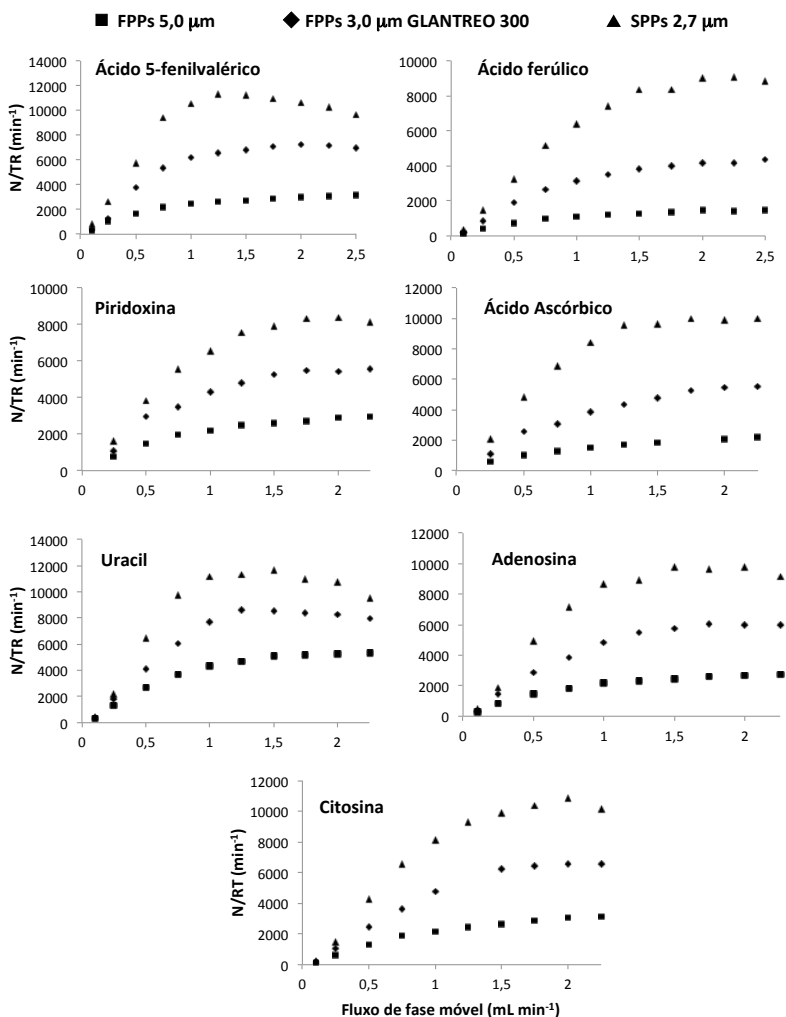 ■ FPPs 5,0 µm ◆ FPPs 3,0 µm GLANTREO 300 ▲ SPPs 2,7 µm
Ácido 5-fenilvalérico
N/TR (min-1)
14000
12000
10000
8000
6000
4000
2000
0
0 0,5 1 1,5 2 2,5
Ácido ferúlico
10000
8000
6000
4000
2000
0
0 0,5 1 1,5 2 2,5
Piridoxina
N/TR (min-1)
10000
8000
6000
4000
2000
0
0 0,5 1 1,5 2
Ácido Ascórbico
12000
10000
8000
6000
4000
2000
0
0 0,5 1 1,5 2
Uracil
N/TR (min-1)
14000
12000
10000
8000
6000
4000
2000
0
0 0,5 1 1,5 2
Adenosina
12000
10000
8000
6000
4000
2000
0
0 0,5 1 1,5 2
Citosina
N/RT (min-1)
12000
10000
8000
6000
4000
2000
0
0 0,5 1 1,5 2
Fluxo de fase móvel (mL min-1)